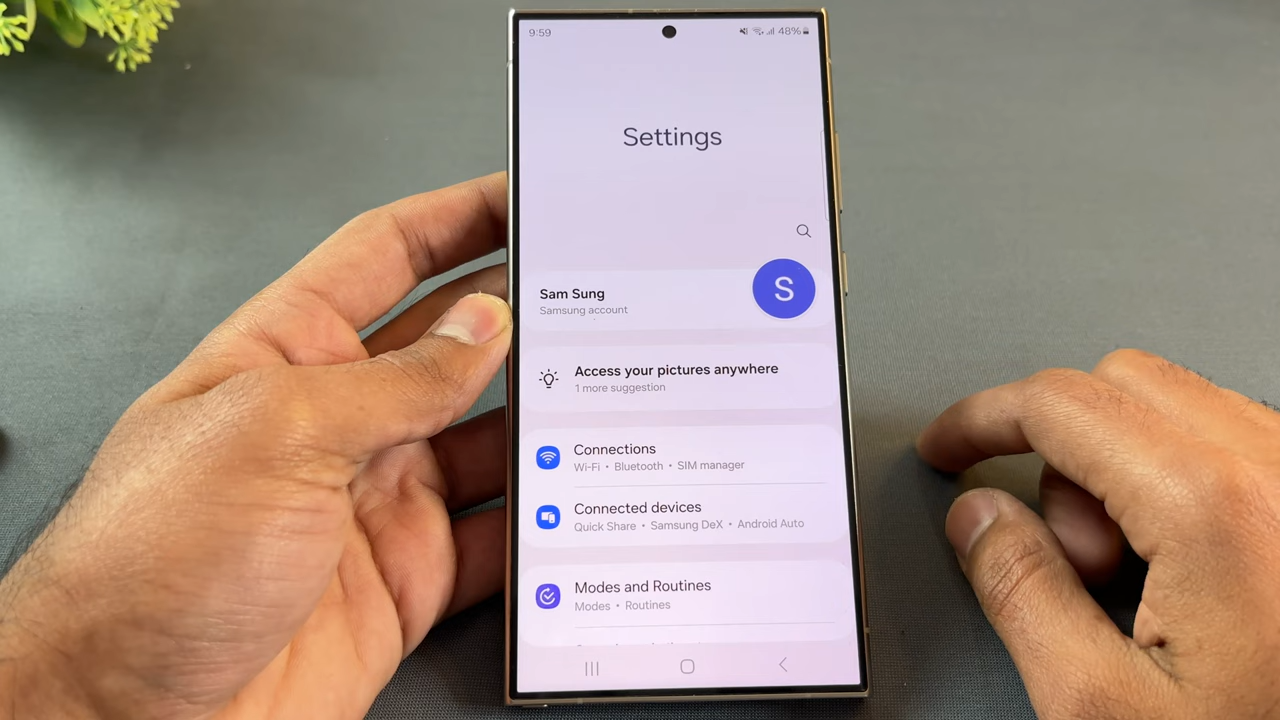 9:59
48%
Settings
Sam Sung
Samsung account
S
Access your pictures anywhere
1 more suggestion
Connections
Wi-Fi • Bluetooth • SIM manager
Connected devices
Quick Share • Samsung DeX • Android Auto
Modes and Routines
Modes • Routines